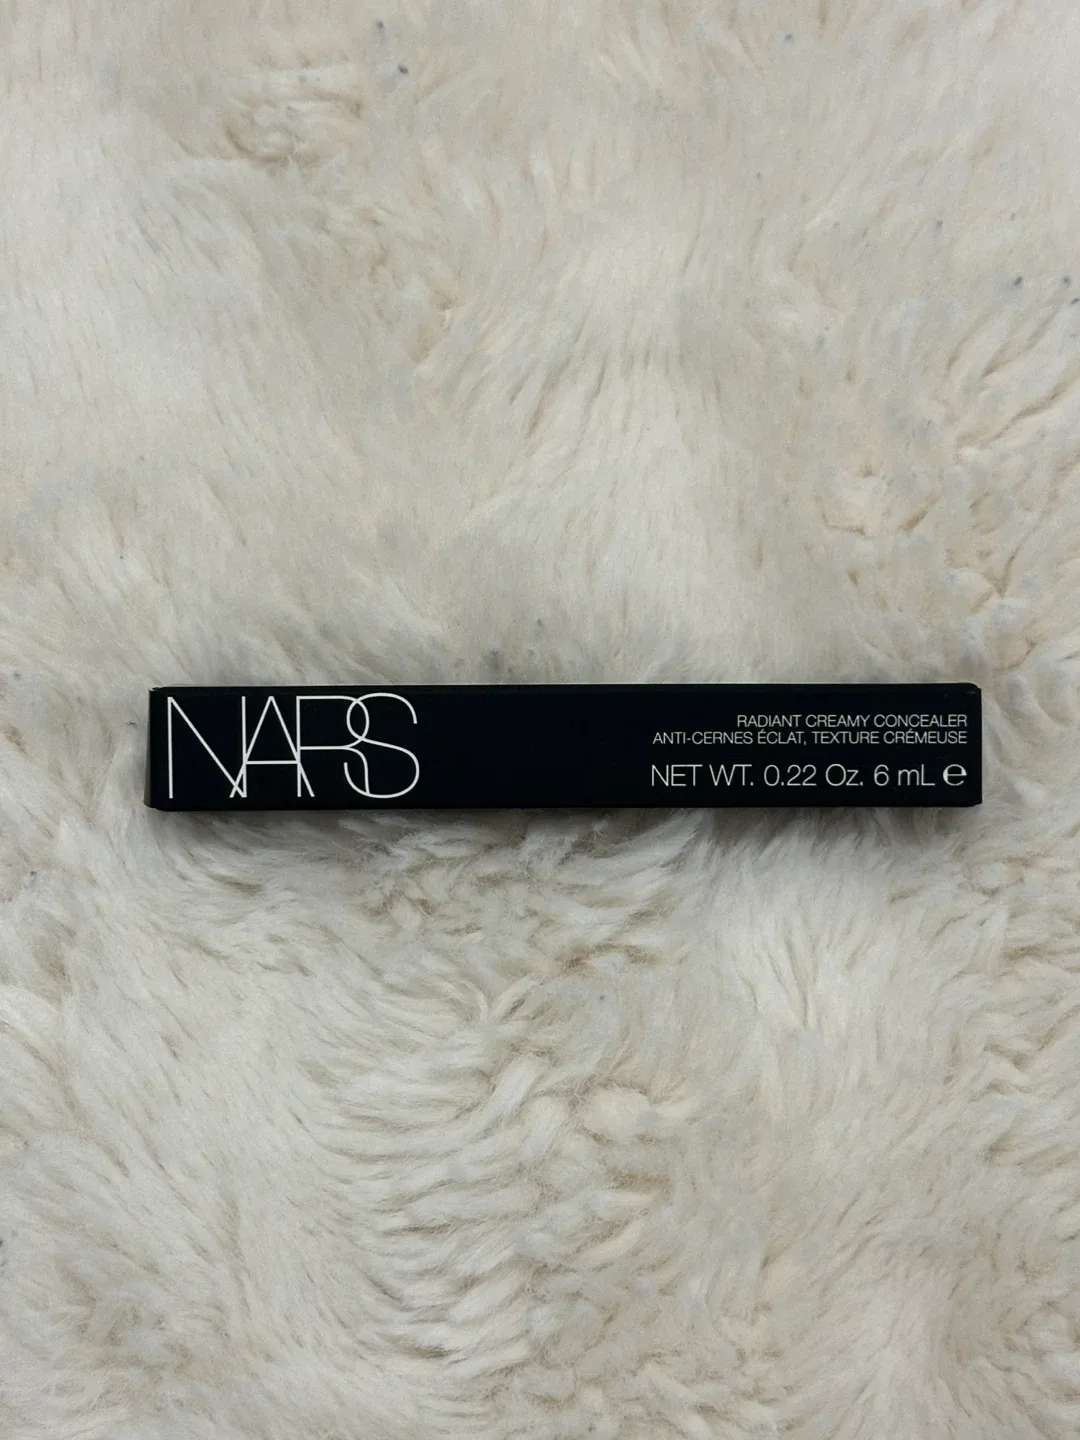 NARS
RADIANT CREAMY CONCEALER
ANTI-CERNES ÉCLAT, TEXTURE CRÉMEUSE
NET WT. 0.22 Oz. 6 mL ℮